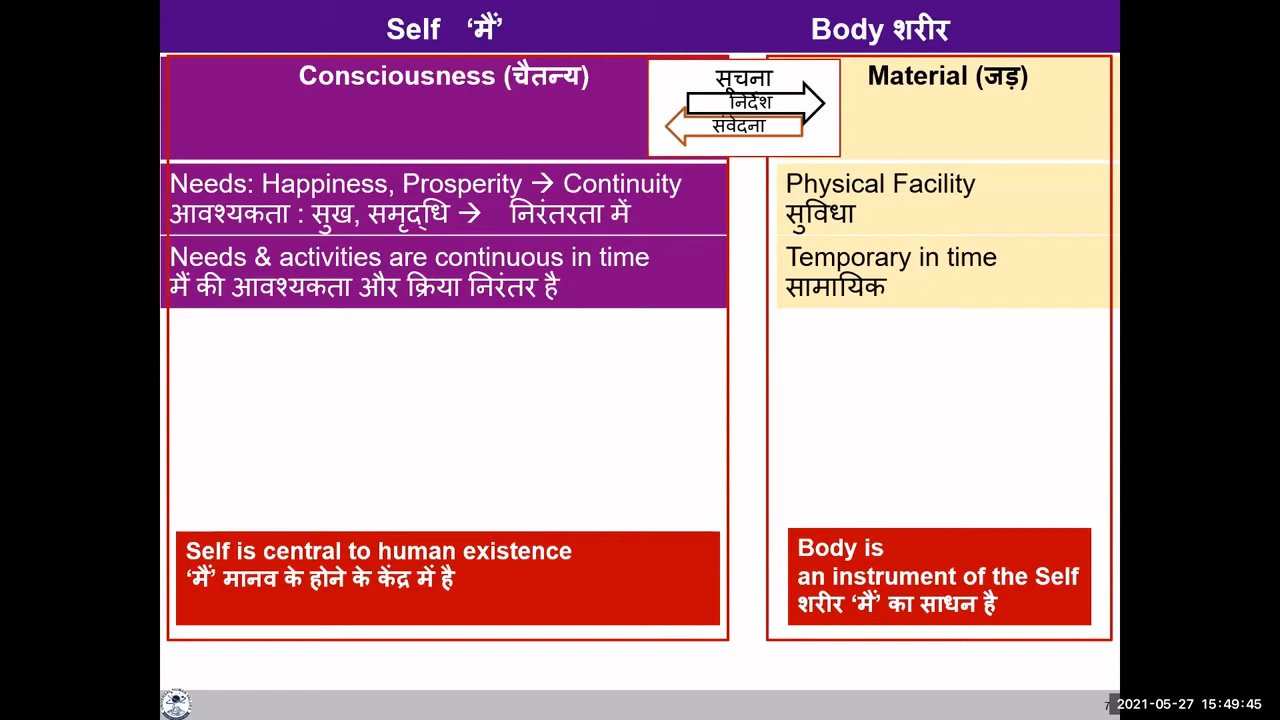 Self ‘मैं’
Body शरीर
Consciousness (चैतन्य)
सूचना
निर्देश
संवेदना
Material (जड़)
Needs: Happiness, Prosperity → Continuity
आवश्यकता : सुख, समृद्धि → निरंतरता में
Physical Facility
सुविधा
Needs & activities are continuous in time
मैं की आवश्यकता और क्रिया निरंतर है
Temporary in time
सामायिक
Self is central to human existence
‘मैं’ मानव के होने के केंद्र में है
Body is
an instrument of the Self
शरीर ‘मैं’ का साधन है
2021-05-27 15:49:45